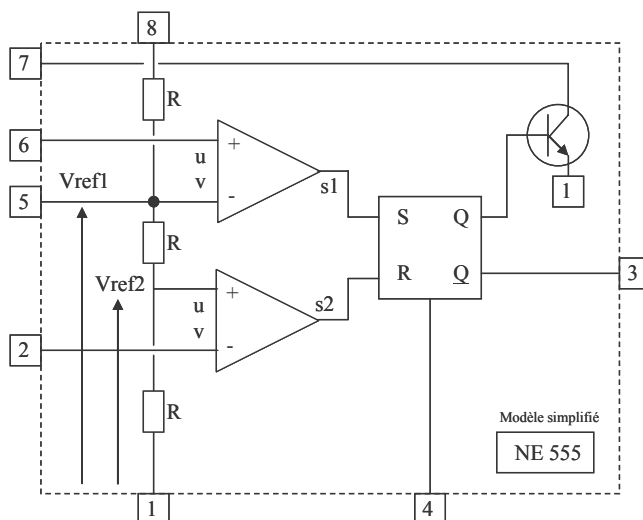 8
7
R
6
+
u
Vref1
v
s1
5
-
1
S
Q
R
Vref2
+
R
Q
3
s2
u
v
2
-
R
Modèle simplifié
NE 555
1
4